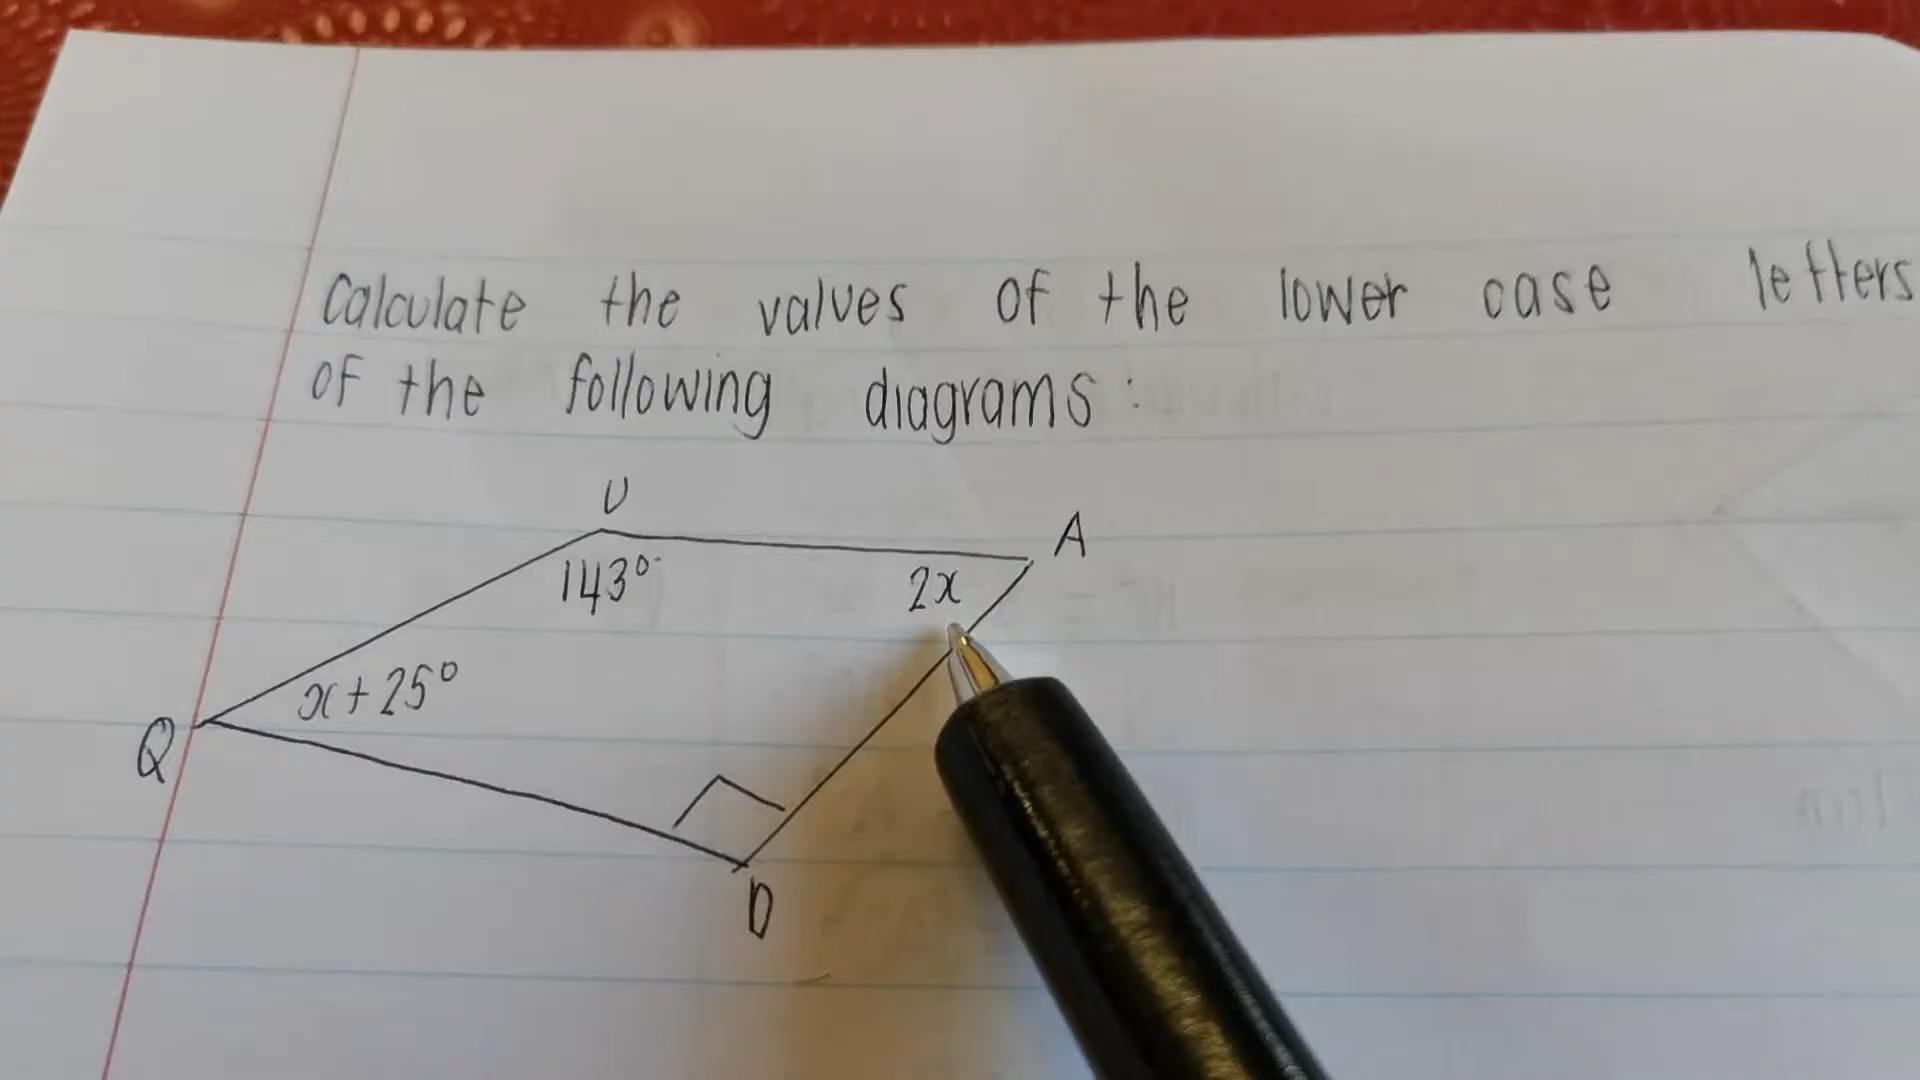 Calculate the values of the lower case letters
of the following diagrams:
U
A
143°
2x
x+25°
Q
D